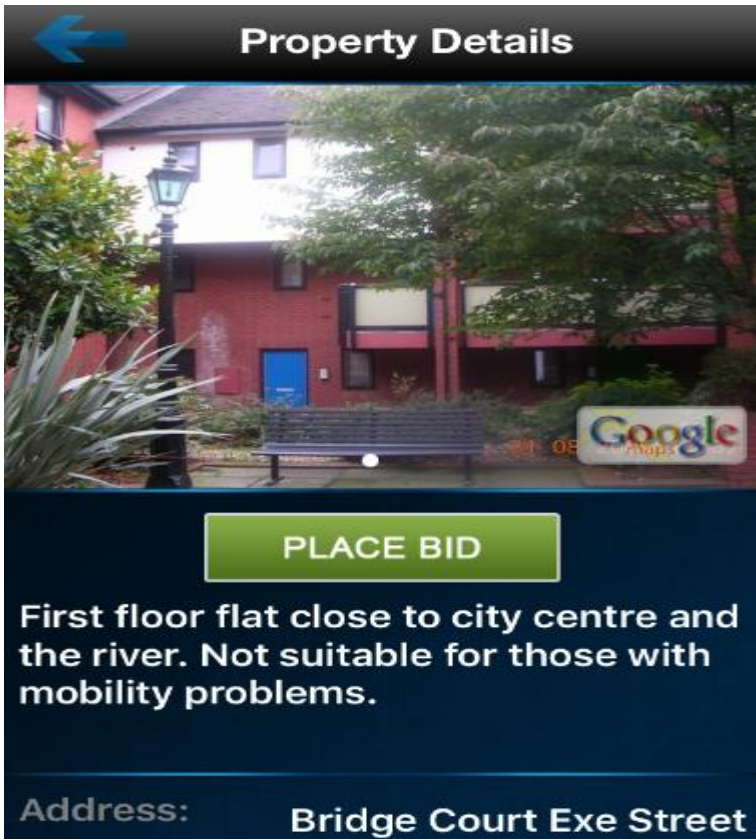 Property Details
Google
maps
PLACE BID
First floor flat close to city centre and
the river. Not suitable for those with
mobility problems.
Address:
Bridge Court Exe Street